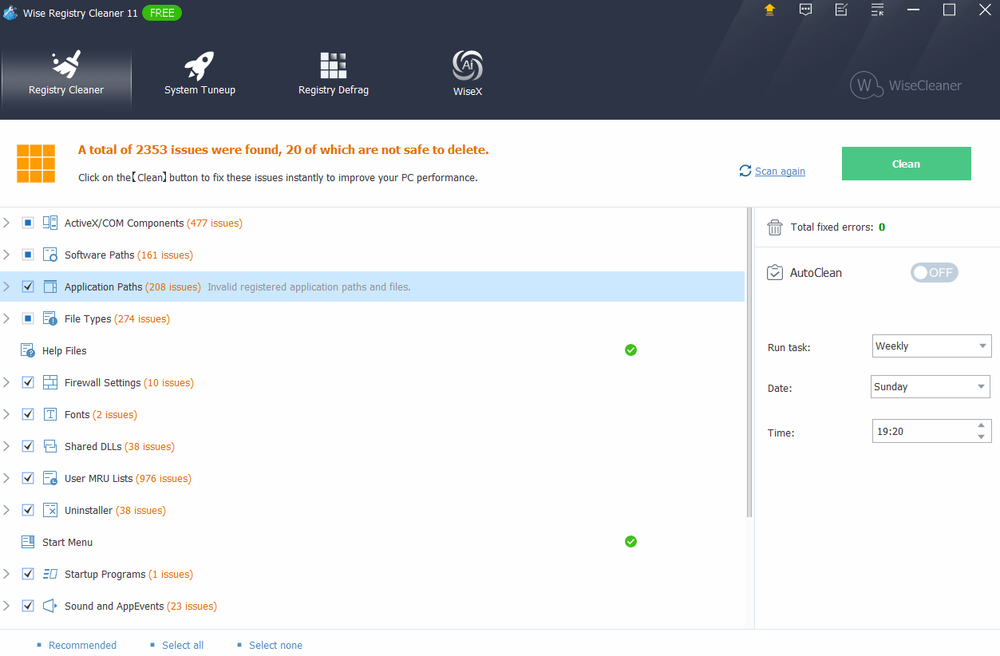 Wise Registry Cleaner 11 FREE
Registry Cleaner
System Tuneup
Registry Defrag
Ai
WiseX
W WiseCleaner
A total of 2353 issues were found, 20 of which are not safe to delete.
Click on the【Clean】button to fix these issues instantly to improve your PC performance.
Scan again
Clean
ActiveX/COM Components (477 issues)
Software Paths (161 issues)
Application Paths (208 issues) Invalid registered application paths and files.
File Types (274 issues)
Help Files
Firewall Settings (10 issues)
Fonts (2 issues)
Shared DLLs (38 issues)
User MRU Lists (976 issues)
Uninstaller (38 issues)
Start Menu
Startup Programs (1 issues)
Sound and AppEvents (23 issues)
Total fixed errors: 0
AutoClean OFF
Run task: Weekly
Date: Sunday
Time: 19:20
Recommended
Select all
Select none